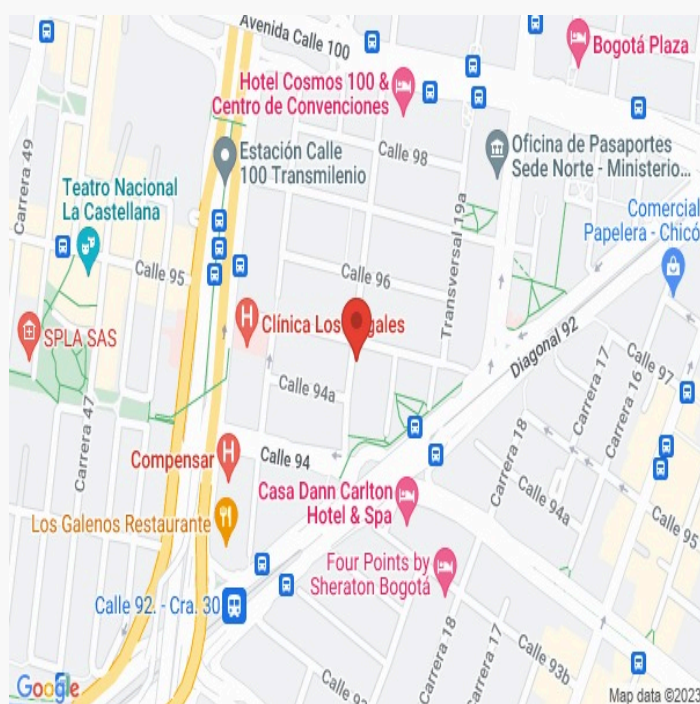 Avenida Calle 100
Bogotá Plaza
Hotel Cosmos 100 &
Centro de Convenciones
Carrera 49
Estación Calle
100 Transmilenio
Calle 98
Oficina de Pasaportes
Sede Norte - Ministerio...
Teatro Nacional
La Castellana
Transversal 19a
Comercial
Papelera - Chicó
Calle 95
Calle 96
SPLA SAS
Clínica Los
Diagonal 92
Calle 97
Carrera 17
Carrera 16
Calle 94a
Carrera 47
Compensar
Calle 94
Carrera 18
Casa Dann Carlton
Hotel & Spa
Calle 94a
Calle 95
Los Galenos Restaurante
Four Points by
Sheraton Bogotá
Calle 92. - Cra. 30
Carrera 18
Carrera 17
Calle 93b
Google
Map data ©2023